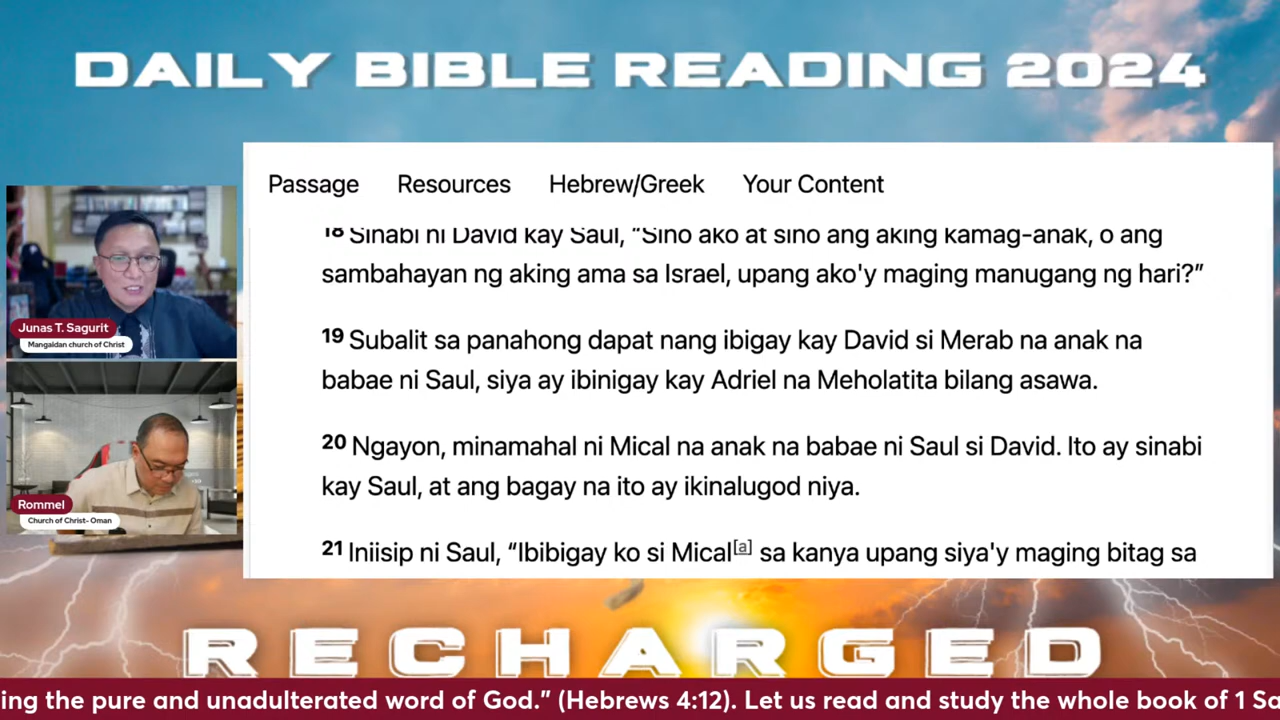 DAILY BIBLE READING 2024
Passage Resources Hebrew/Greek Your Content
18 Sinabi ni David kay Saul, “Sino ako at sino ang aking kamag-anak, o ang
sambahayan ng aking ama sa Israel, upang ako'y maging manugang ng hari?”
19 Subalit sa panahong dapat nang ibigay kay David si Merab na anak na
babae ni Saul, siya ay ibinigay kay Adriel na Meholatita bilang asawa.
20 Ngayon, minamahal ni Mical na anak na babae ni Saul si David. Ito ay sinabi
kay Saul, at ang bagay na ito ay ikinalugod niya.
21 Iniisip ni Saul, “Ibibigay ko si Mical[a] sa kanya upang siya'y maging bitag sa
Junas T. Sagurit
Mangaldan church of Christ
Rommel
Church of Christ- Oman
RECHARGED
ing the pure and unadulterated word of God.” (Hebrews 4:12). Let us read and study the whole book of 1 Sa